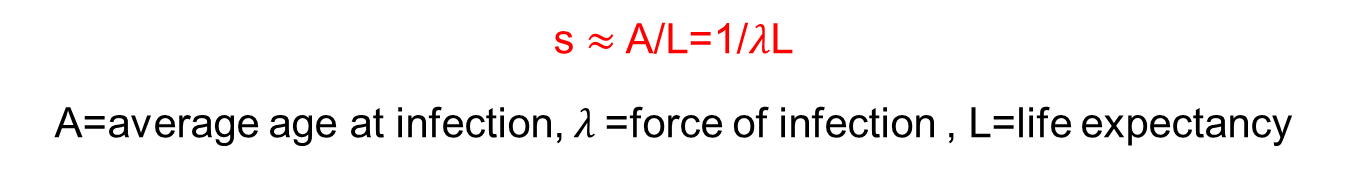 s ≈ A/L=1/𝜆L
A=average age at infection, 𝜆 =force of infection , L=life expectancy